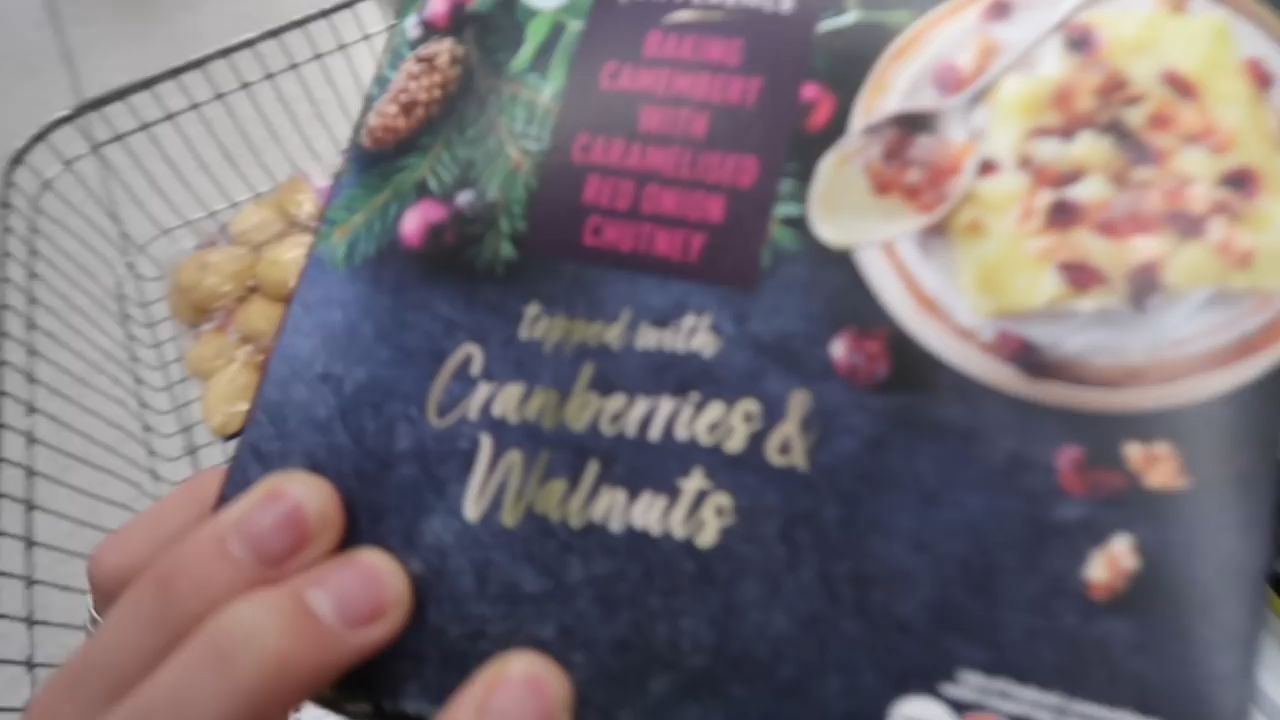 BAKING
CAMEMBERT
WITH
CARAMELISED
RED ONION
CHUTNEY
topped with
Cranberries &
Walnuts